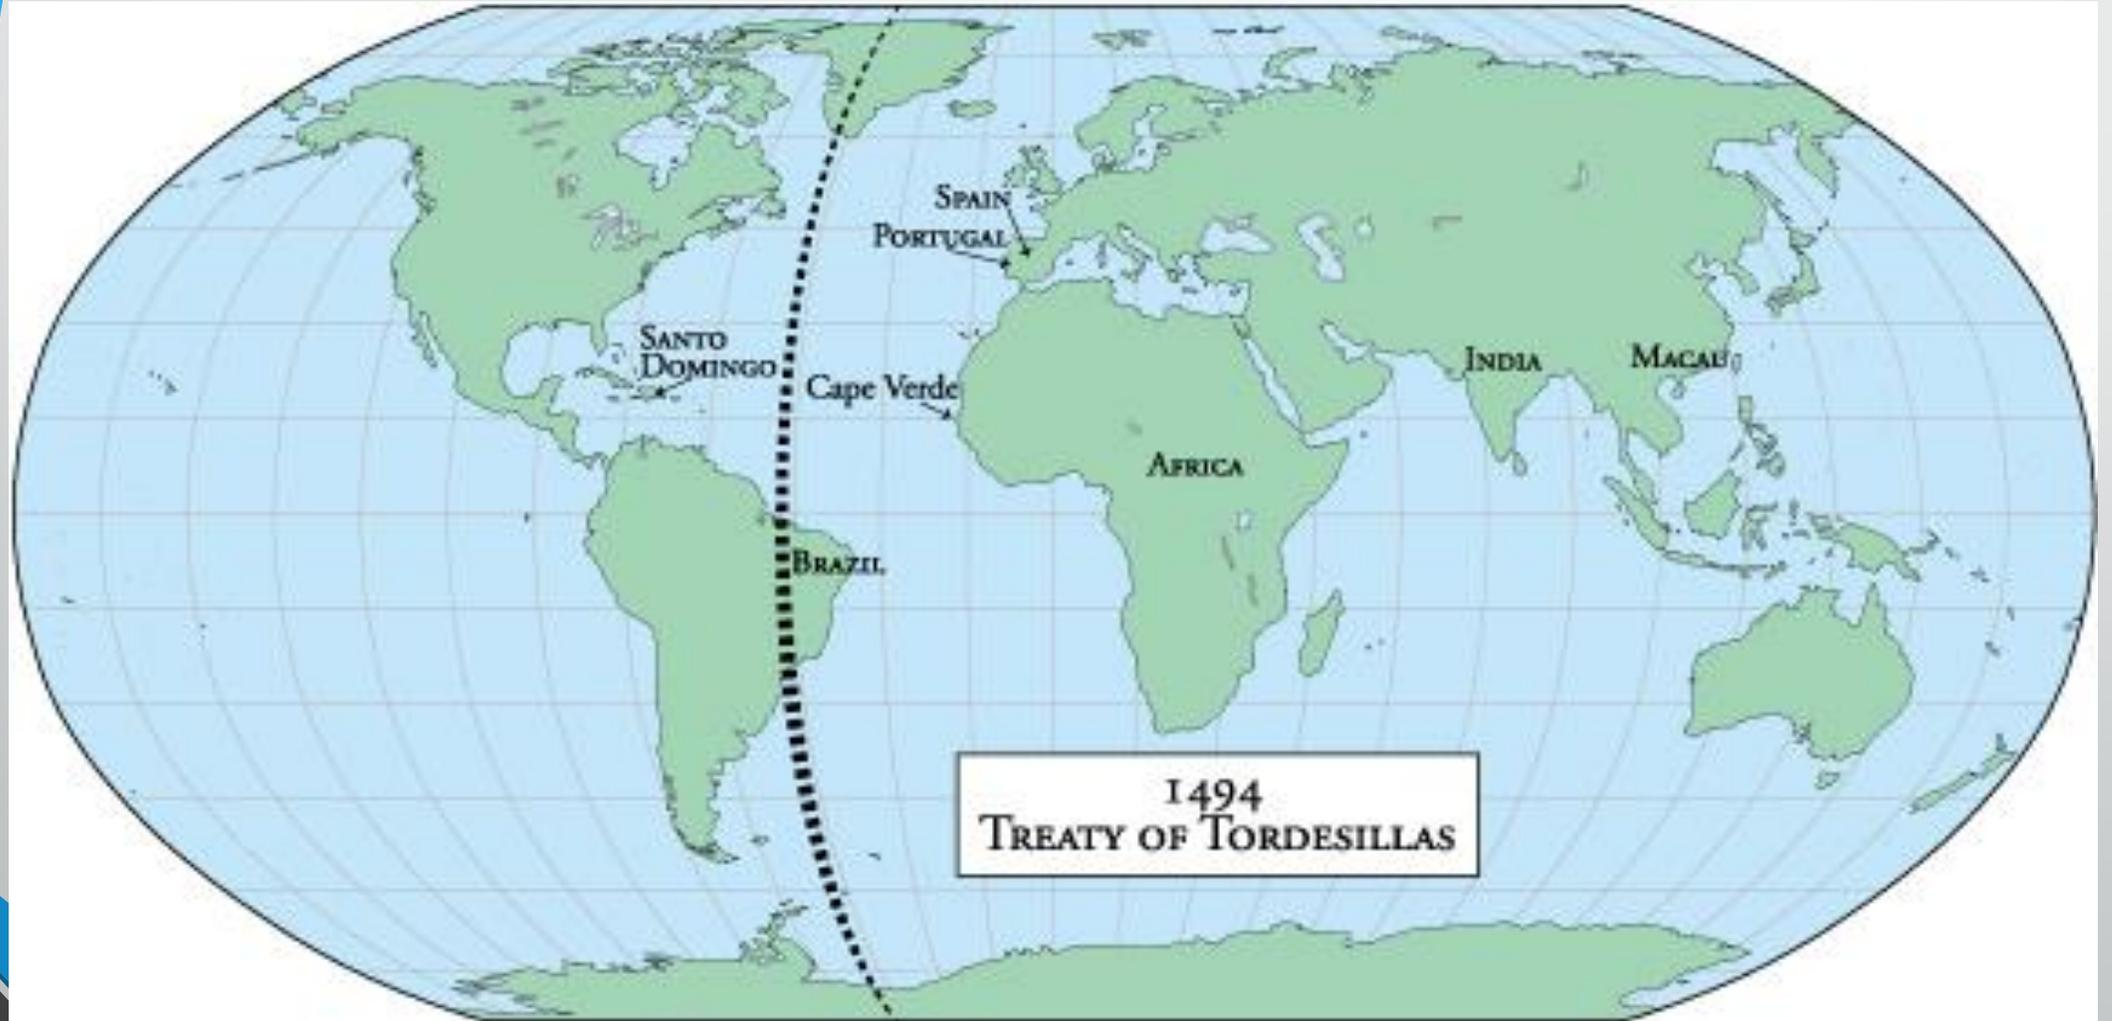 Spain
Portugal
Santo
Domingo
Cape Verde
India
Macau
Africa
Brazil
1494
Treaty of Tordesillas